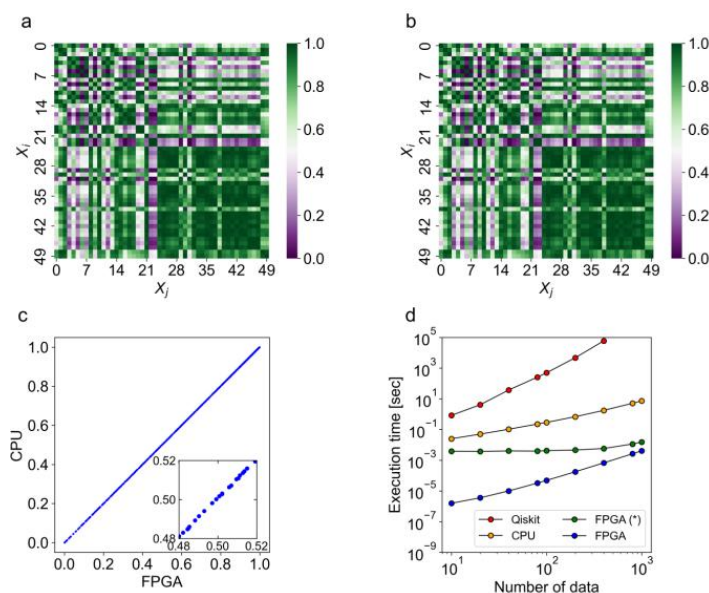 a
b
0
7
14
21
28
35
42
49
X_i
0 7 14 21 28 35 42 49
X_j
1.0
0.8
0.6
0.4
0.2
0.0
0
7
14
21
28
35
42
49
X_i
0 7 14 21 28 35 42 49
X_j
1.0
0.8
0.6
0.4
0.2
0.0
c
d
1.0
0.8
0.6
0.4
0.2
0.0
CPU
0.0 0.2 0.4 0.6 0.8 1.0
FPGA
0.52
0.50
0.48
0.48 0.50 0.52
10^5
10^3
10^1
10^-1
10^-3
10^-5
10^-7
10^-9
Execution time [sec]
Qiskit
CPU
FPGA (*)
FPGA
10^1 10^2 10^3
Number of data